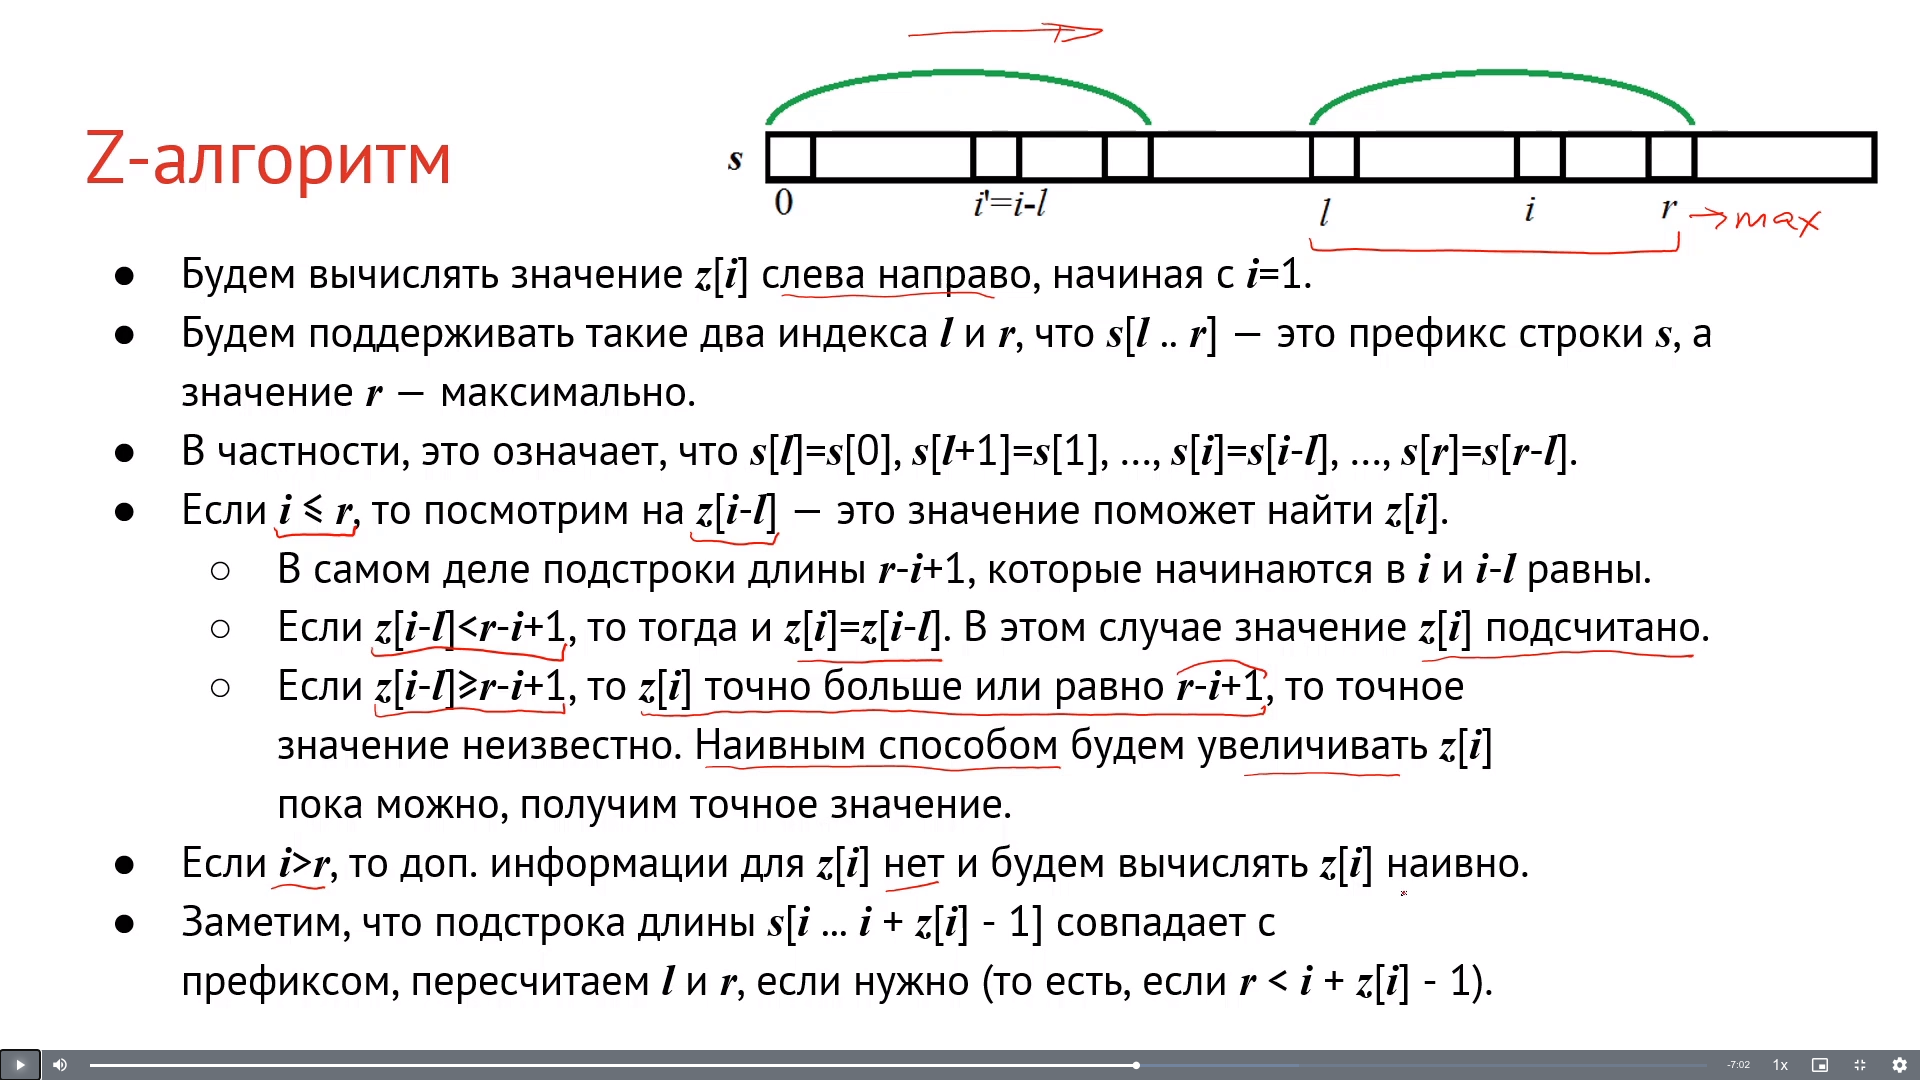 Z-алгоритм
s
0 i'=i-l l i r → max
● Будем вычислять значение z[i] слева направо, начиная с i=1.
● Будем поддерживать такие два индекса l и r, что s[l .. r] — это префикс строки s, а
значение r — максимально.
● В частности, это означает, что s[l]=s[0], s[l+1]=s[1], ..., s[i]=s[i-l], ..., s[r]=s[r-l].
● Если i ⩽ r, то посмотрим на z[i-l] — это значение поможет найти z[i].
○ В самом деле подстроки длины r-i+1, которые начинаются в i и i-l равны.
○ Если z[i-l]<r-i+1, то тогда и z[i]=z[i-l]. В этом случае значение z[i] подсчитано.
○ Если z[i-l]⩾r-i+1, то z[i] точно больше или равно r-i+1, то точное
значение неизвестно. Наивным способом будем увеличивать z[i]
пока можно, получим точное значение.
● Если i>r, то доп. информации для z[i] нет и будем вычислять z[i] наивно.
● Заметим, что подстрока длины s[i ... i + z[i] - 1] совпадает с
префиксом, пересчитаем l и r, если нужно (то есть, если r < i + z[i] - 1).
-7:02 1x